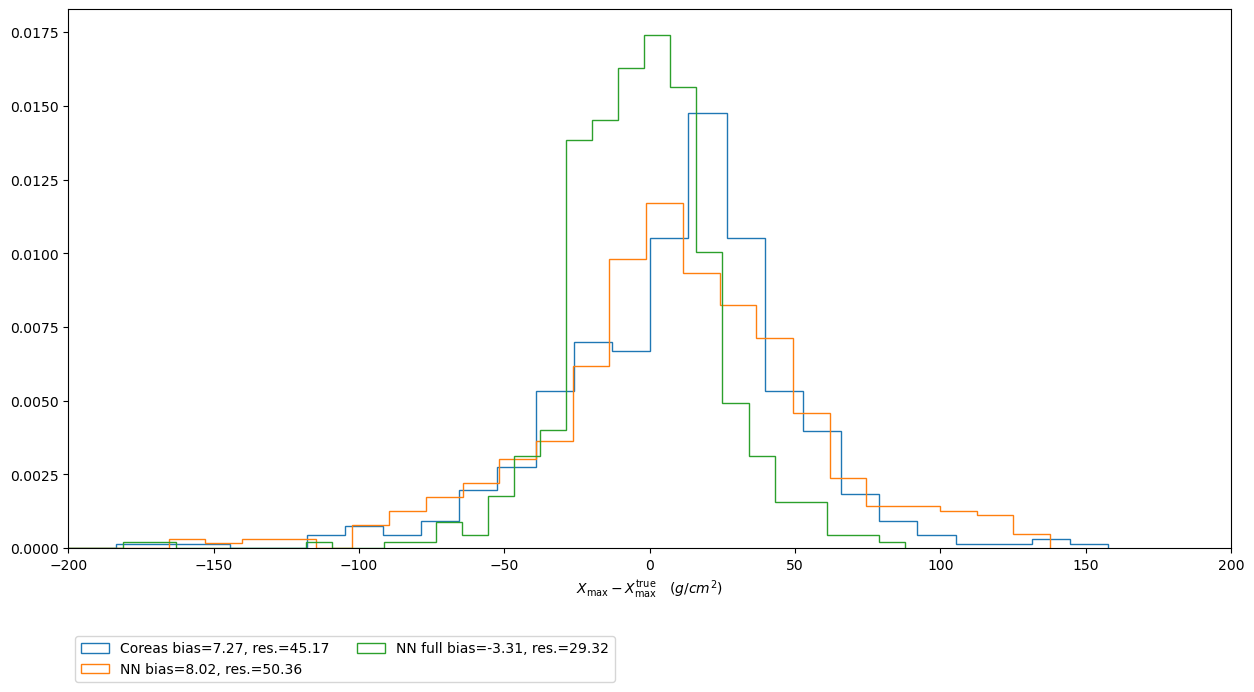 0.0175
0.0150
0.0125
0.0100
0.0075
0.0050
0.0025
0.0000
−200 −150 −100 −50 0 50 100 150 200
X_max − X_max^true (g/cm²)
Coreas bias=7.27, res.=45.17 NN full bias=-3.31, res.=29.32
NN bias=8.02, res.=50.36